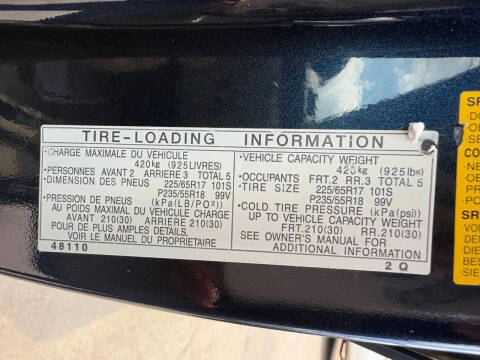 TIRE-LOADING INFORMATION
·CHARGE MAXIMALE DU VÉHICULE
420kg (925LIVRES)
·PERSONNES AVANT 2 ARRIERE 3 TOTAL 5
·DIMENSION DES PNEUS 225/65R17 101S
P235/55R18 99V
·PRESSION DE PNEUS (kPa(LB/PO²))
AU POIDS MAXIMAL DU VEHICULE CHARGE
AVANT 210(30) ARRIERE 210(30)
POUR DE PLUS AMPLES DETAILS,
VOIR LE MANUEL DU PROPRIETAIRE
48110
·VEHICLE CAPACITY WEIGHT
420kg (925lbs)
·OCCUPANTS FRT.2 RR.3 TOTAL 5
·TIRE SIZE 225/65R17 101S
P235/55R18 99V
·COLD TIRE PRESSURE (kPa(psi))
UP TO VEHICLE CAPACITY WEIGHT
FRT.210(30) RR.210(30)
SEE OWNER'S MANUAL FOR
ADDITIONAL INFORMATION
2 Q